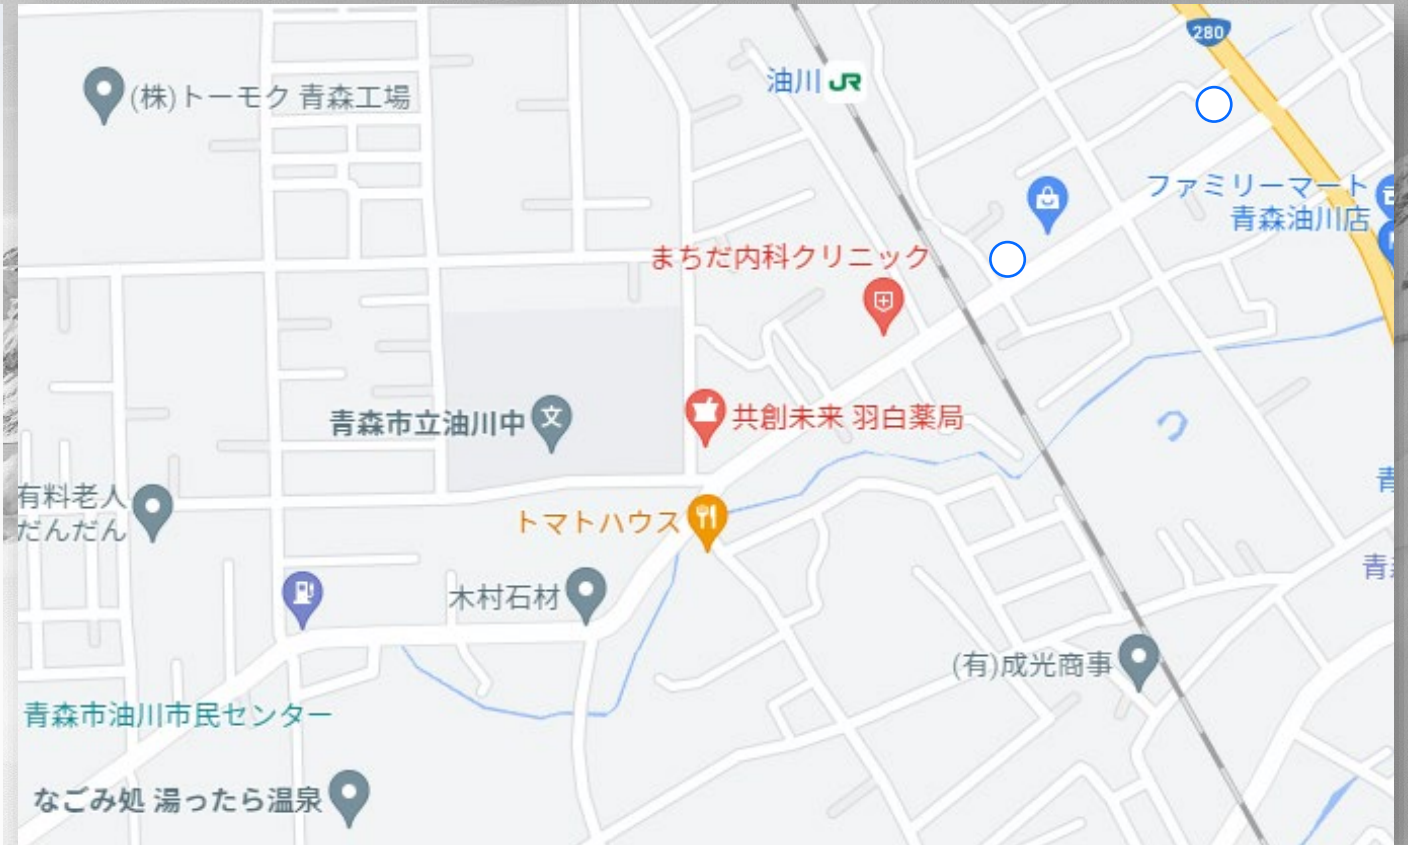 280
油川 JR
(株)トーモク 青森工場
ファミリーマート
青森油川店
まちだ内科クリニック
青森市立油川中
共創未来 羽白薬局
有料老人
だんだん
トマトハウス
木村石材
青
青
(有)成光商事
青森市油川市民センター
なごみ処 湯ったら温泉